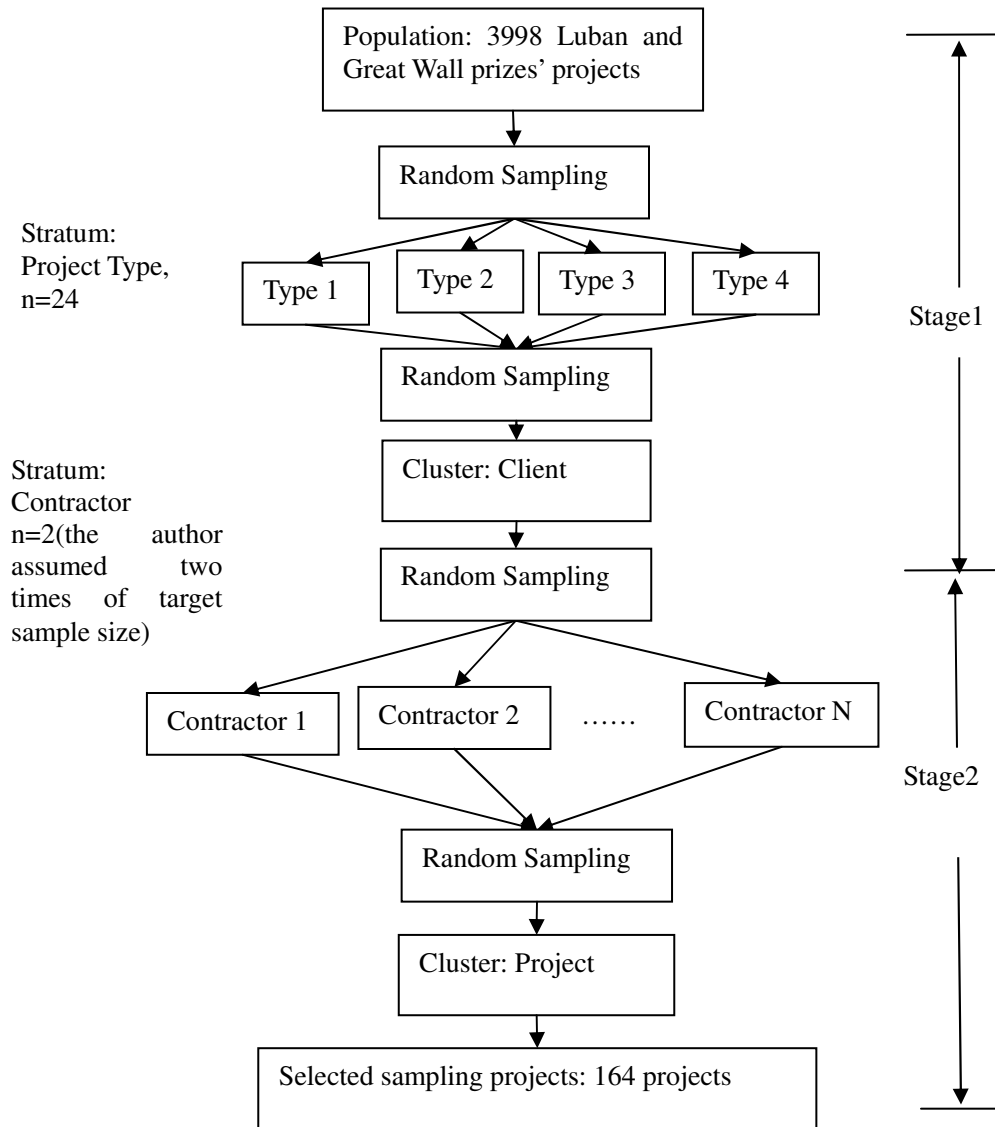 Population: 3998 Luban and
Great Wall prizes’ projects
Random Sampling
Stratum:
Project Type,
n=24
Type 1
Type 2
Type 3
Type 4
Stage1
Random Sampling
Cluster: Client
Stratum:
Contractor
n=2(the author
assumed two
times of target
sample size)
Random Sampling
Contractor 1
Contractor 2
……
Contractor N
Stage2
Random Sampling
Cluster: Project
Selected sampling projects: 164 projects